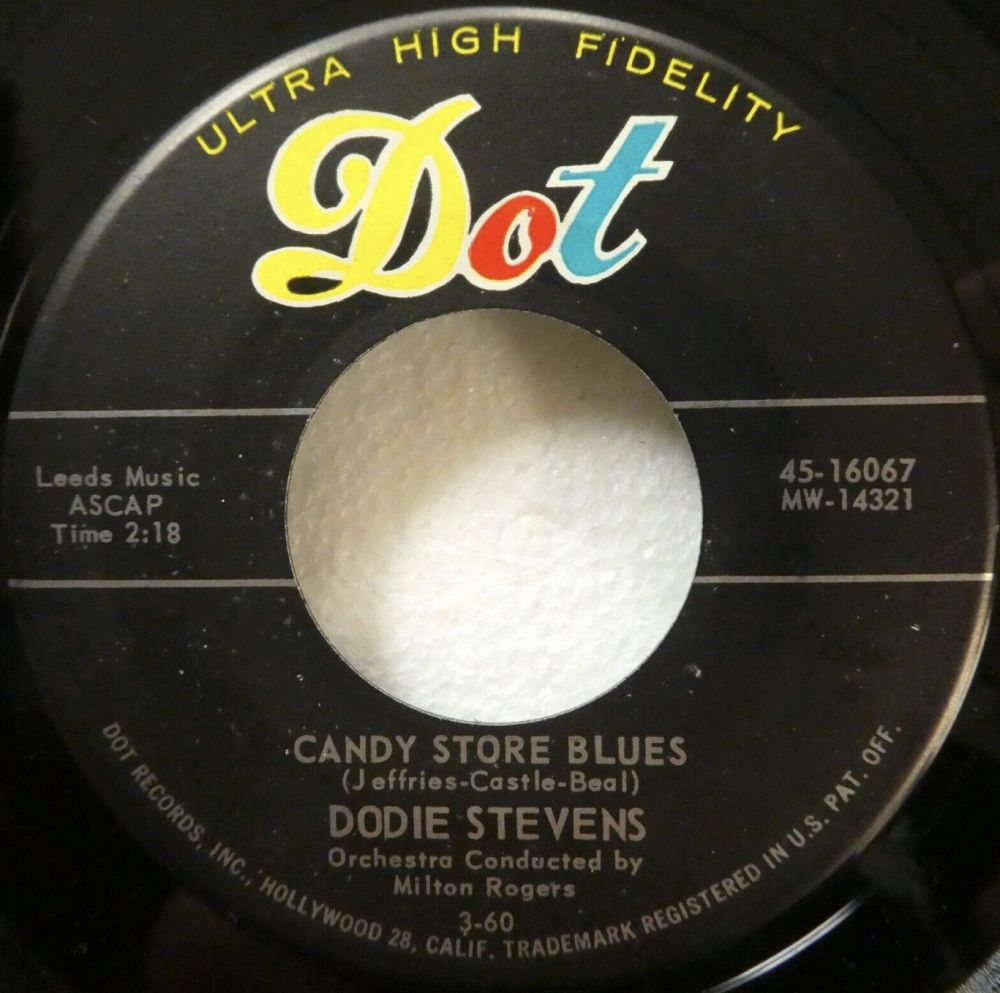 ULTRA HIGH FIDELITY
Dot
Leeds Music
ASCAP
Time 2:18
45-16067
MW-14321
CANDY STORE BLUES
(Jeffries-Castle-Beal)
DODIE STEVENS
Orchestra Conducted by
Milton Rogers
3-60
DOT RECORDS, INC., HOLLYWOOD 28, CALIF. TRADEMARK REGISTERED IN U.S. PAT. OFF.